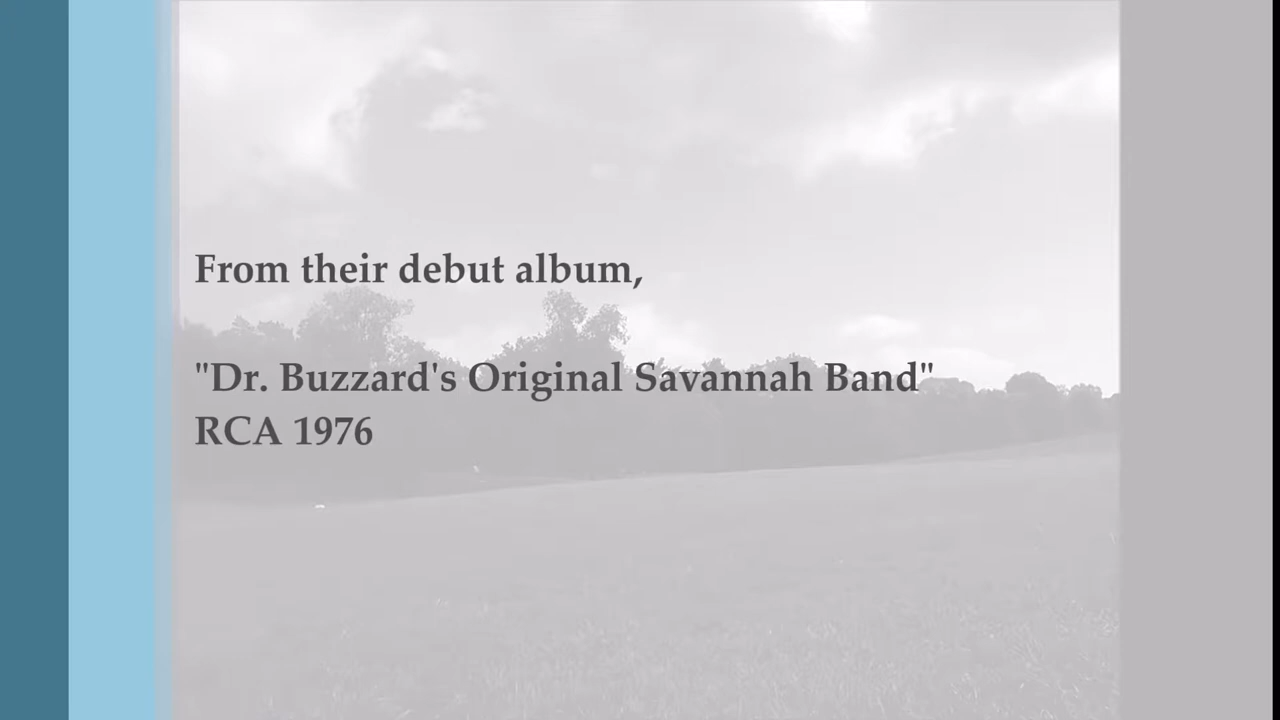 From their debut album,
"Dr. Buzzard's Original Savannah Band"
RCA 1976